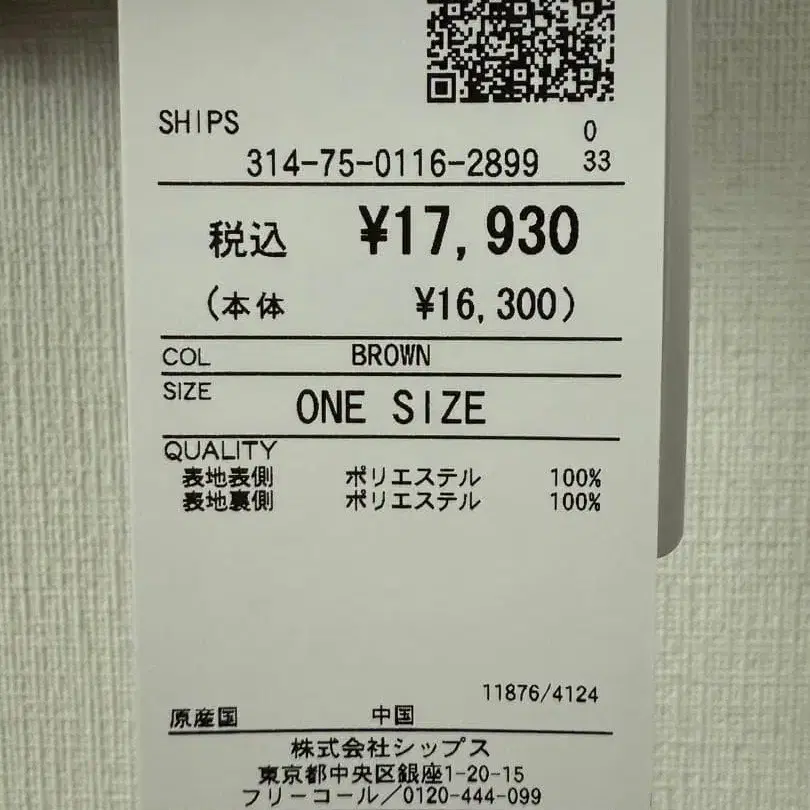 SHIPS 0
314-75-0116-2899 33
税込 ¥17,930
(本体 ¥16,300)
COL BROWN
SIZE ONE SIZE
QUALITY
表地表側 ポリエステル 100%
表地裏側 ポリエステル 100%
11876/4124
原産国 中国
株式会社シップス
東京都中央区銀座1-20-15
フリーコール/0120-444-099